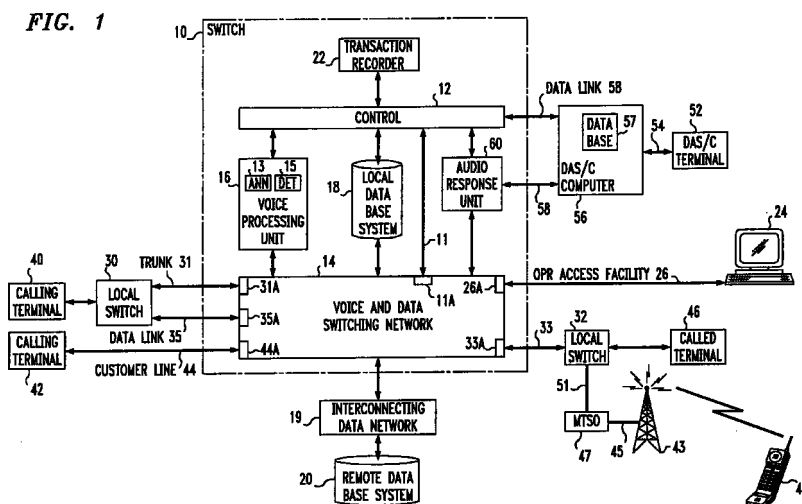 FIG. 1
10 SWITCH
TRANSACTION
RECORDER
22
12
CONTROL
DATA LINK 58
DATA
BASE
57
DAS/C
COMPUTER
56
54
52
DAS/C
TERMINAL
16
13 15
ANN DET
VOICE
PROCESSING
UNIT
18
LOCAL
DATA
BASE
SYSTEM
11
60
AUDIO
RESPONSE
UNIT
58
24
14
31A
35A
44A
11A
26A
33A
VOICE AND DATA
SWITCHING NETWORK
OPR ACCESS FACILITY 26
40
CALLING
TERMINAL
30
LOCAL
SWITCH
TRUNK 31
DATA LINK 35
CALLING
TERMINAL
42
CUSTOMER LINE 44
33
32
LOCAL
SWITCH
46
CALLED
TERMINAL
51
MTSO
47
45
43
19
INTERCONNECTING
DATA NETWORK
20
REMOTE DATA
BASE SYSTEM